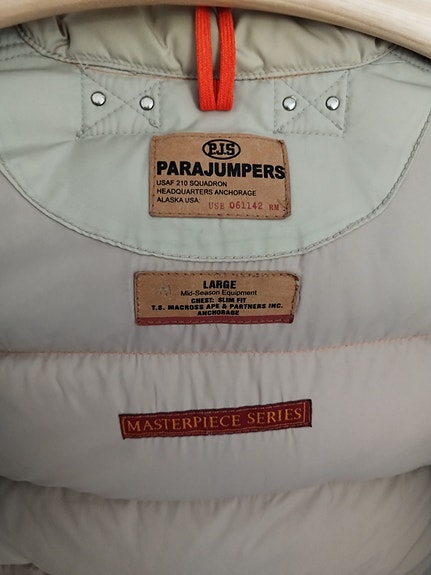 PJS
PARAJUMPERS
USAF 210 SQUADRON
HEADQUARTERS ANCHORAGE
ALASKA USA: USE 061142 RM
LARGE
Mid-Season Equipment
CHEST: SLIM FIT
T.S. MACROSS APE & PARTNERS INC.
ANCHORAGE
MASTERPIECE SERIES